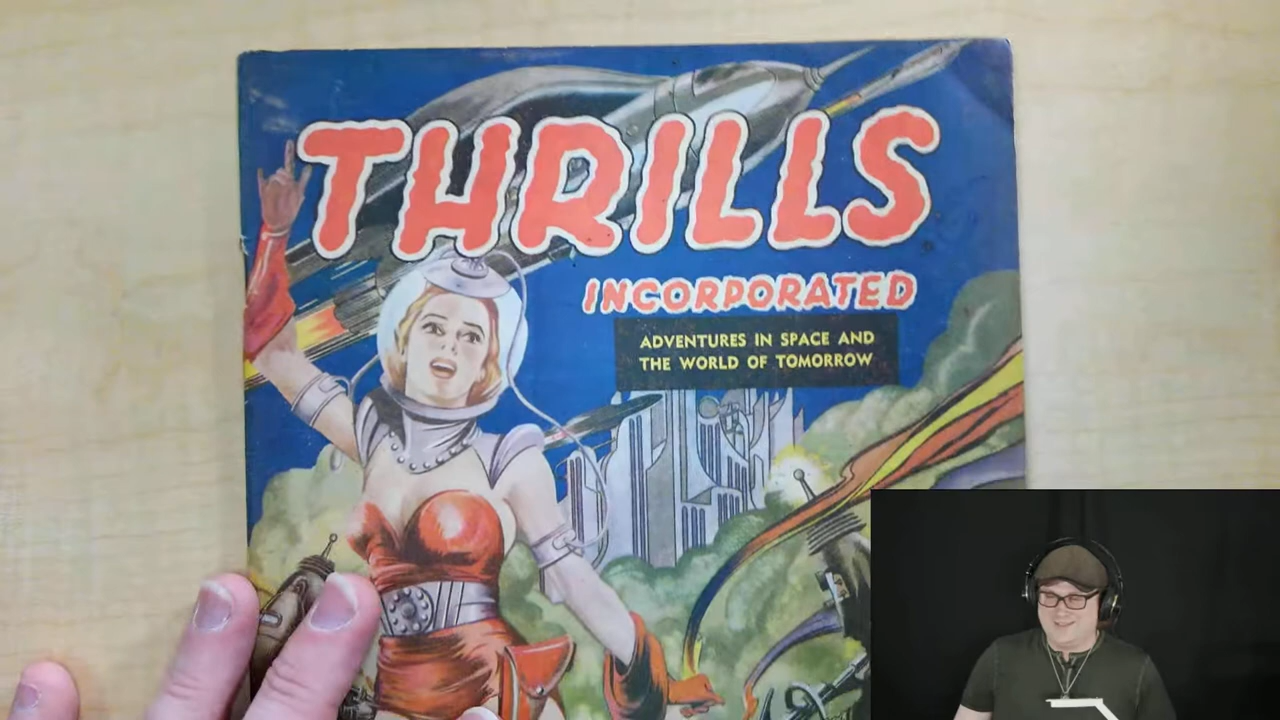 THRILLS
INCORPORATED
ADVENTURES IN SPACE AND
THE WORLD OF TOMORROW